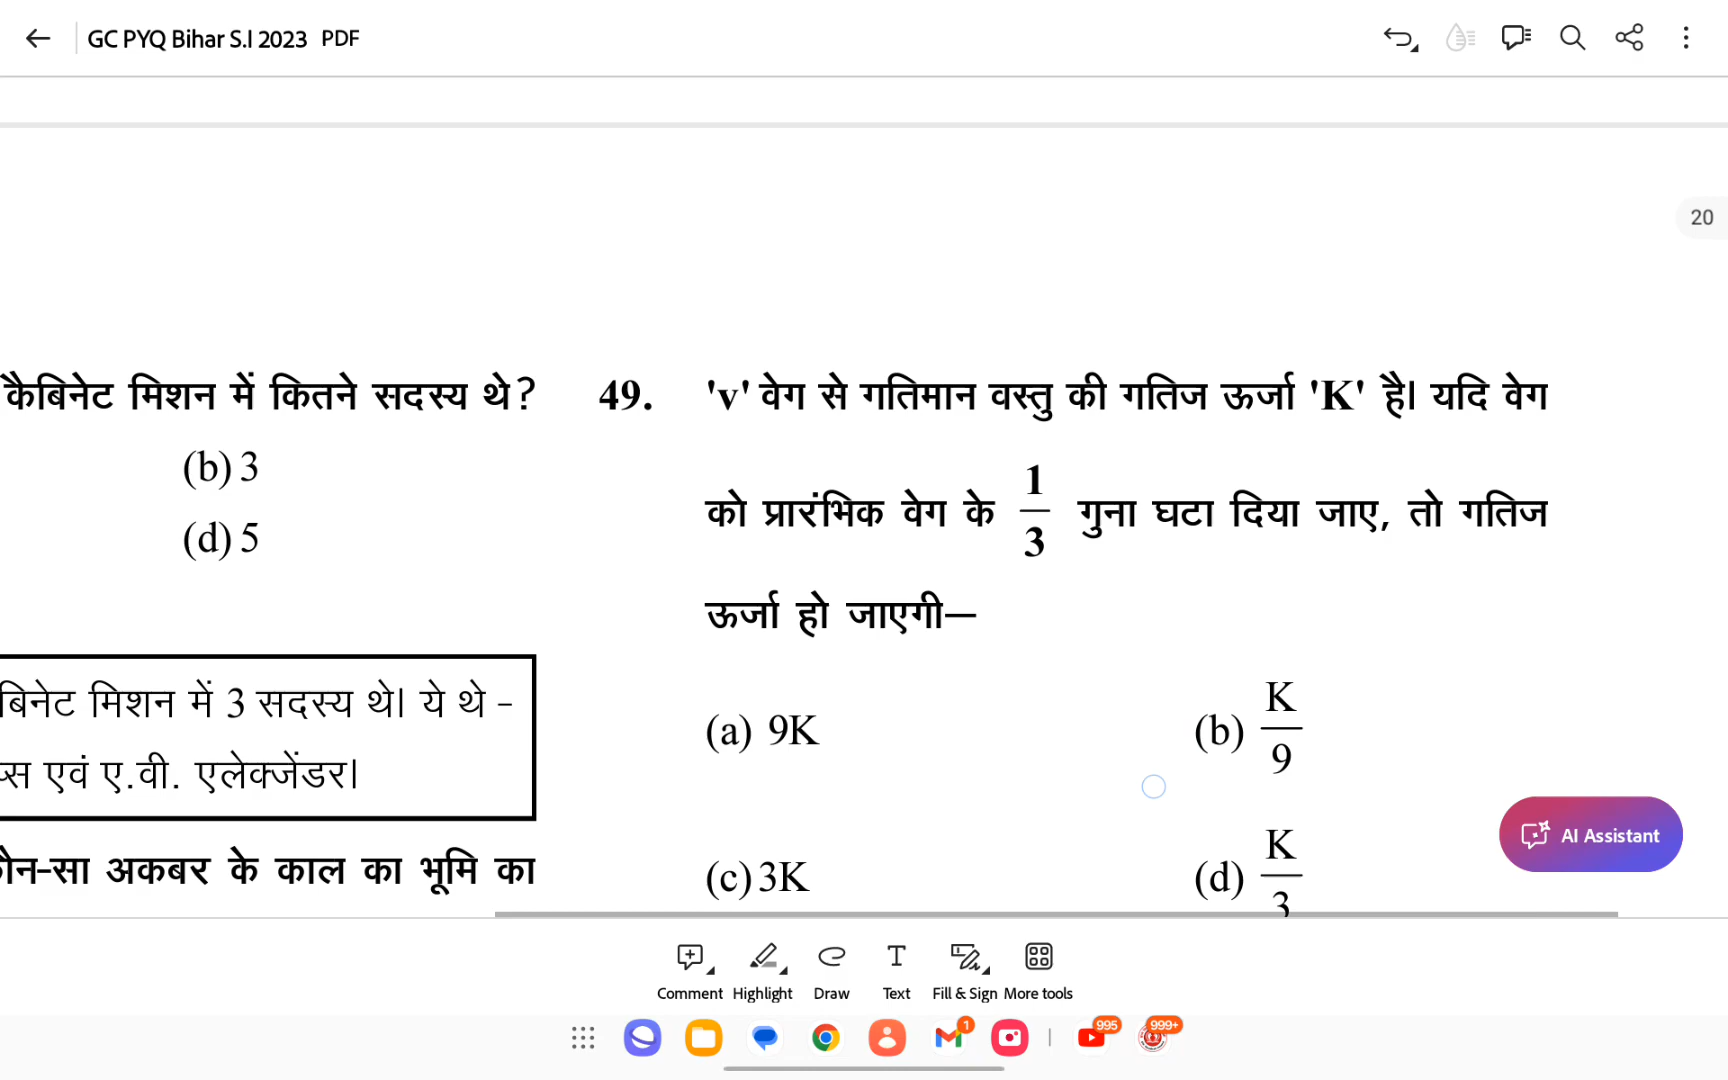 GC PYQ Bihar S.I 2023 PDF
20
कैबिनेट मिशन में कितने सदस्य थे?
(b) 3
(d) 5
बिनेट मिशन में 3 सदस्य थे। ये थे -
एवं ए.वी. एलेक्जेंडर।
अकबर के काल का भूमि का
49. 'v' वेग से गतिमान वस्तु की गतिज ऊर्जा 'K' है। यदि वेग
को प्रारंभिक वेग के 1/3 गुना घटा दिया जाए, तो गतिज
ऊर्जा हो जाएगी—
(a) 9K (b) K/9
(c) 3K (d) K/3
AI Assistant
Comment Highlight Draw Text Fill & Sign More tools
1 995 999+